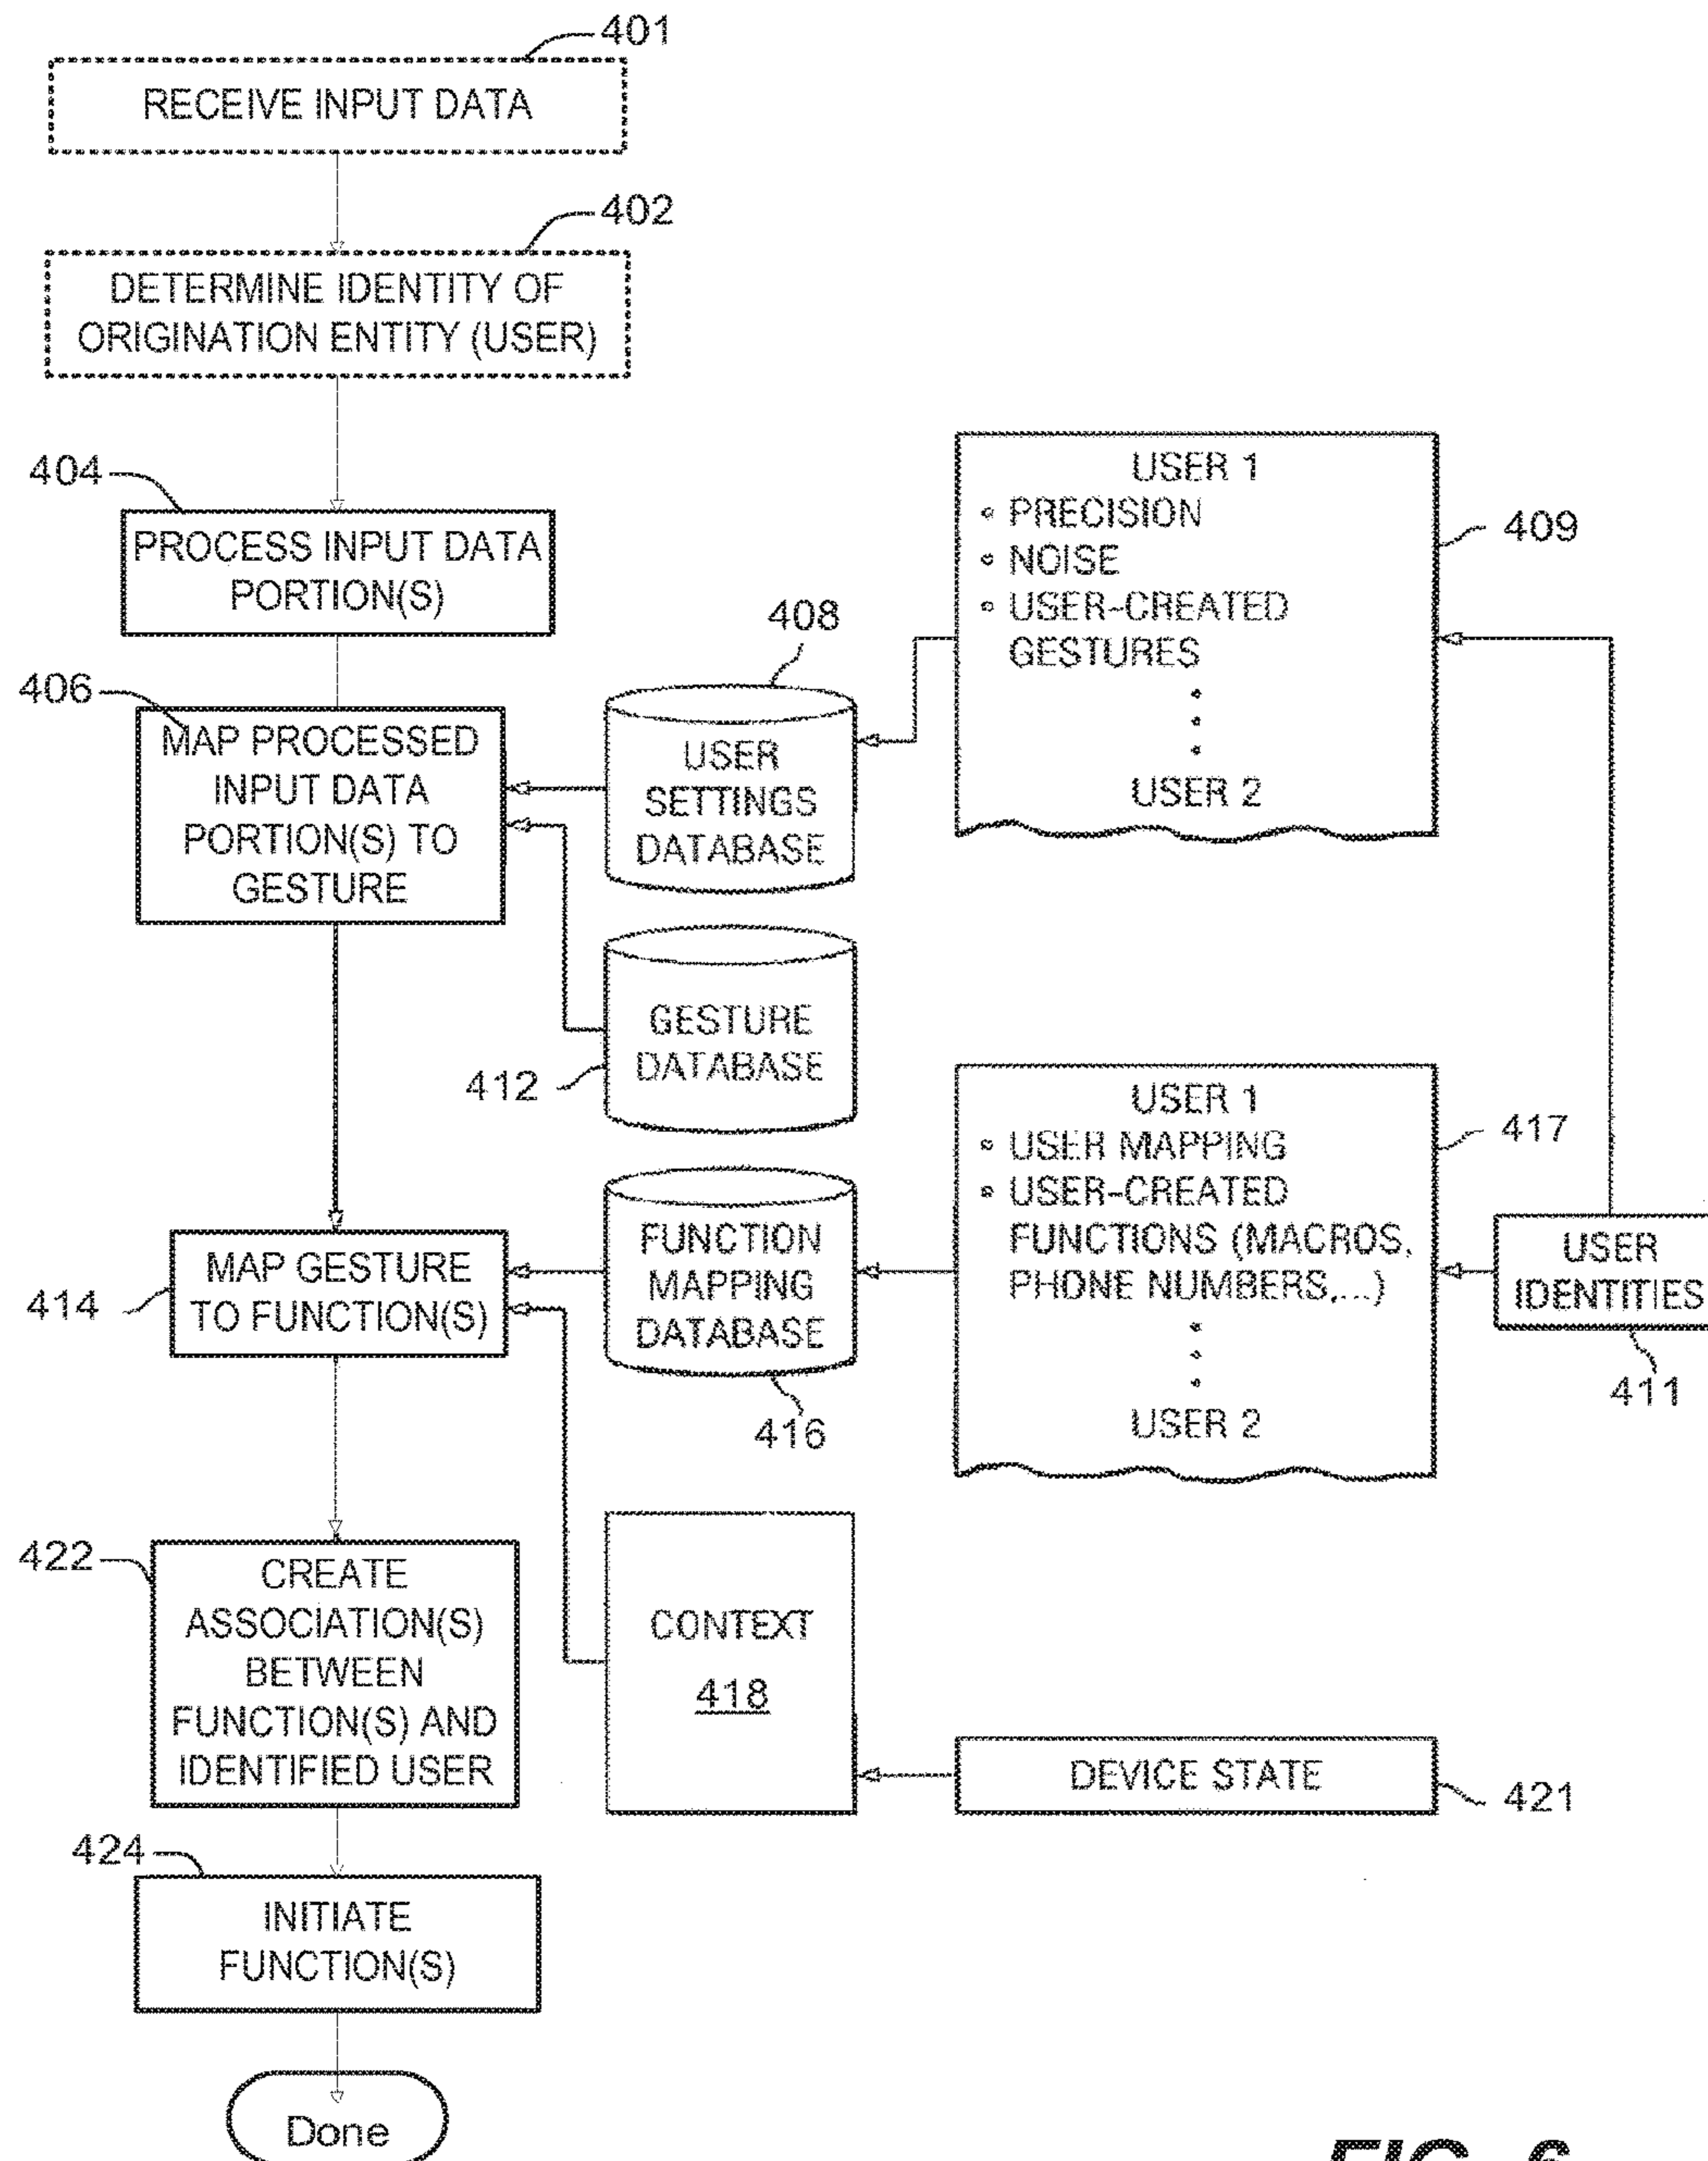 401
RECEIVE INPUT DATA
402
DETERMINE IDENTITY OF
ORIGINATION ENTITY (USER)
404
PROCESS INPUT DATA
PORTION(S)
406
MAP PROCESSED
INPUT DATA
PORTION(S) TO
GESTURE
408
USER
SETTINGS
DATABASE
USER 1
• PRECISION
• NOISE
• USER-CREATED
GESTURES
USER 2
409
GESTURE
DATABASE
412
414
MAP GESTURE
TO FUNCTION(S)
FUNCTION
MAPPING
DATABASE
416
USER 1
• USER MAPPING
• USER-CREATED
FUNCTIONS (MACROS,
PHONE NUMBERS,...)
USER 2
417
USER
IDENTITIES
411
422
CREATE
ASSOCIATION(S)
BETWEEN
FUNCTION(S) AND
IDENTIFIED USER
CONTEXT
418
DEVICE STATE
421
424
INITIATE
FUNCTION(S)
Done
FIG. 6